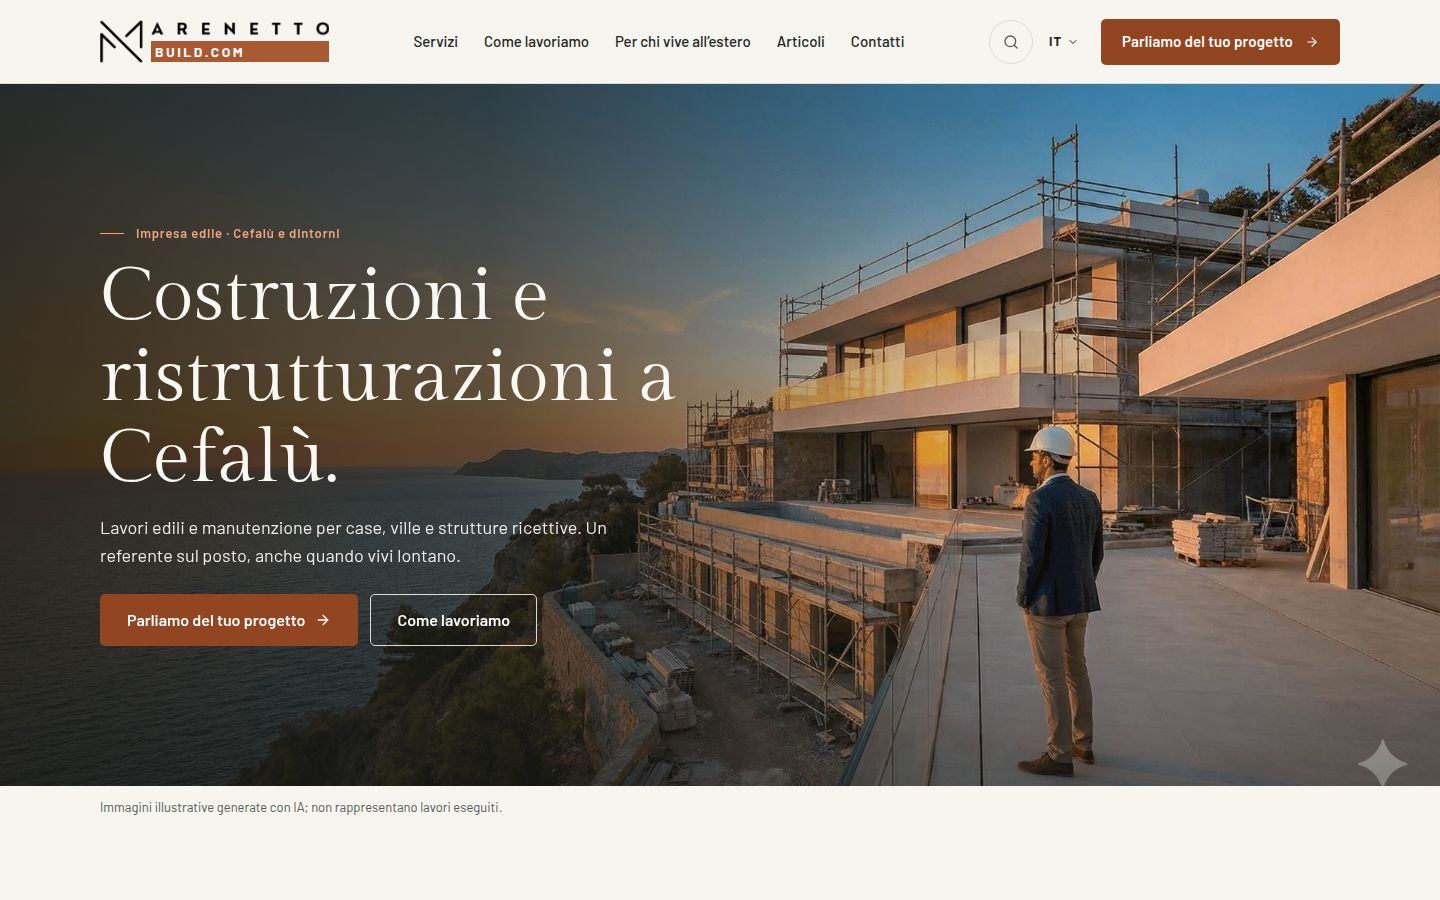 MARENETTO
BUILD.COM
Servizi
Come lavoriamo
Per chi vive all'estero
Articoli
Contatti
IT
Parliamo del tuo progetto
Impresa edile · Cefalù e dintorni
Costruzioni e
ristrutturazioni a
Cefalù.
Lavori edili e manutenzione per case, ville e strutture ricettive. Un
referente sul posto, anche quando vivi lontano.
Parliamo del tuo progetto
Come lavoriamo
Immagini illustrative generate con IA; non rappresentano lavori eseguiti.